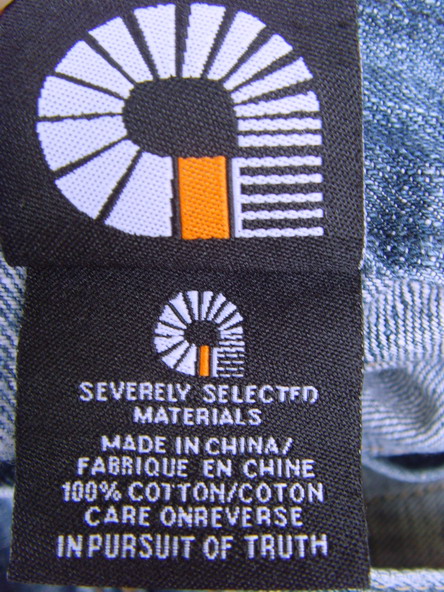 SEVERELY SELECTED
MATERIALS
MADE IN CHINA/
FABRIQUE EN CHINE
100% COTTON/COTON
CARE ONREVERSE
IN PURSUIT OF TRUTH